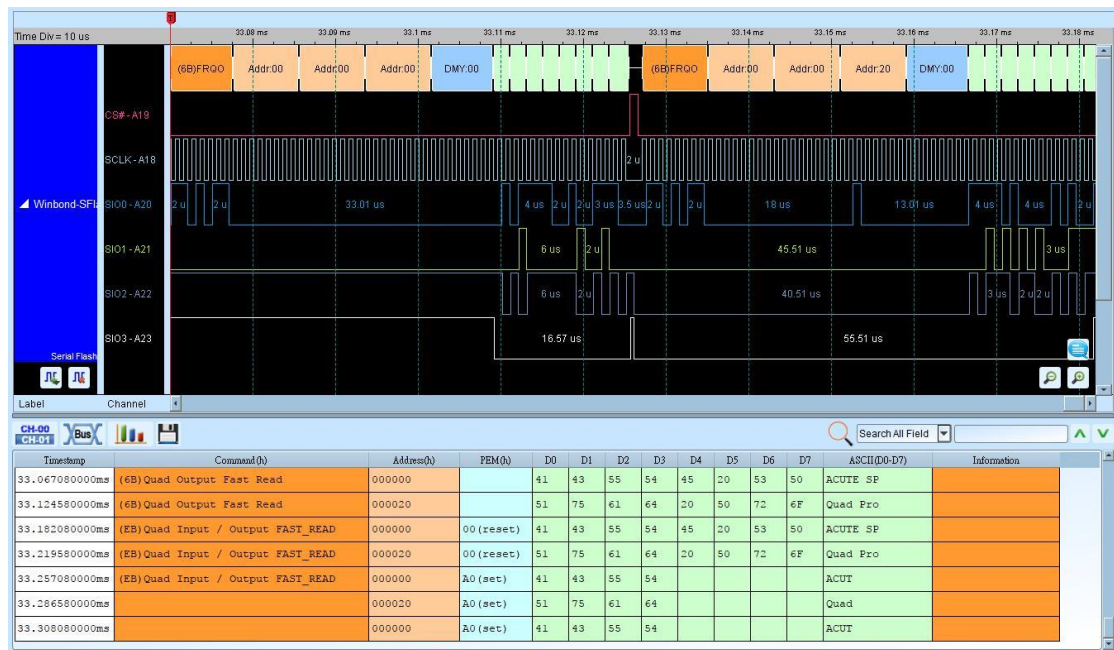 Time Div = 10 us 33.08 ms 33.09 ms 33.1 ms 33.11 ms 33.12 ms 33.13 ms 33.14 ms 33.15 ms 33.16 ms 33.17 ms 33.18 ms
(6B)FRQO Addr:00 Addr:00 Addr:00 DMY:00 (6B)FRQO Addr:00 Addr:00 Addr:20 DMY:00
CS# - A19
SCLK - A18 2 u
Winbond-SFla SIO0 - A20 2 u 2 u 33.01 us 4 us 2 u 2 u 3 us 3.5 us 2 u 2 u 18 us 13.01 us 4 us 4 us 2 u
SIO1 - A21 6 us 2 u 45.51 us 3 us
SIO2 - A22 6 us 2 u 40.51 us 3 us 2 u 2 u
SIO3 - A23 16.57 us 55.51 us
Serial Flash
Label Channel
CH-00 CH-01 Bus Search All Field
Timestamp Command(h) Address(h) PEM(h) D0 D1 D2 D3 D4 D5 D6 D7 ASCII(D0-D7) Information
33.067080000ms (6B)Quad Output Fast Read 000000 41 43 55 54 45 20 53 50 ACUTE SP
33.124580000ms (6B)Quad Output Fast Read 000020 51 75 61 64 20 50 72 6F Quad Pro
33.182080000ms (EB)Quad Input / Output FAST_READ 000000 00(reset) 41 43 55 54 45 20 53 50 ACUTE SP
33.219580000ms (EB)Quad Input / Output FAST_READ 000020 00(reset) 51 75 61 64 20 50 72 6F Quad Pro
33.257080000ms (EB)Quad Input / Output FAST_READ 000000 A0(set) 41 43 55 54 ACUT
33.286580000ms 000020 A0(set) 51 75 61 64 Quad
33.308080000ms 000000 A0(set) 41 43 55 54 ACUT